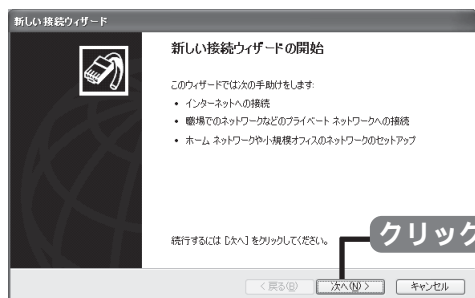 新しい接続ウィザード
新しい接続ウィザードの開始
このウィザードでは次の手助けをします:
• インターネットへの接続
• 職場でのネットワークなどのプライベート ネットワークへの接続
• ホーム ネットワークや小規模オフィスのネットワークのセットアップ
続行するには [次へ] をクリックしてください。
クリック
< 戻る(B)
次へ(N) >
キャンセル